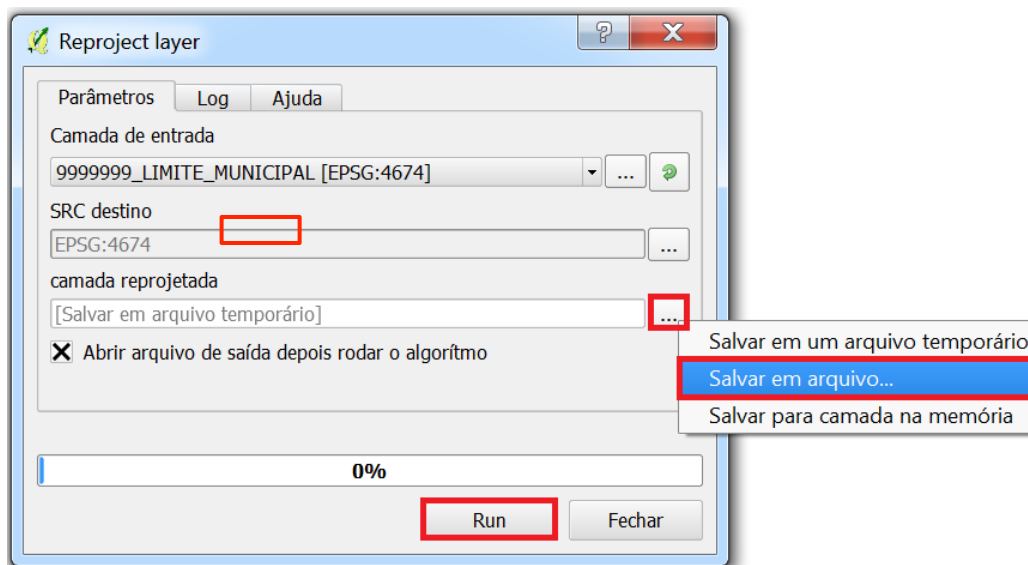 Reproject layer
Parâmetros Log Ajuda
Camada de entrada
9999999_LIMITE_MUNICIPAL [EPSG:4674]
...
SRC destino
EPSG:4674
...
camada reprojetada
[Salvar em arquivo temporário]
...
Abrir arquivo de saída depois rodar o algorítmo
Salvar em um arquivo temporário
Salvar em arquivo...
Salvar para camada na memória
0%
Run Fechar